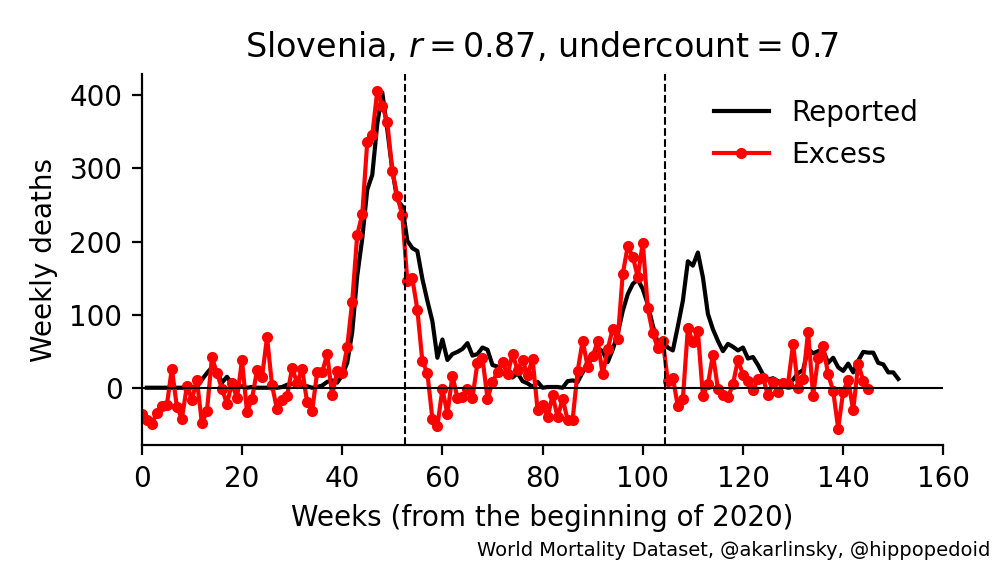 Slovenia, r = 0.87, undercount = 0.7
400
300
200
100
0
Weekly deaths
Reported
Excess
0 20 40 60 80 100 120 140 160
Weeks (from the beginning of 2020)
World Mortality Dataset, @akarlinsky, @hippopedoid